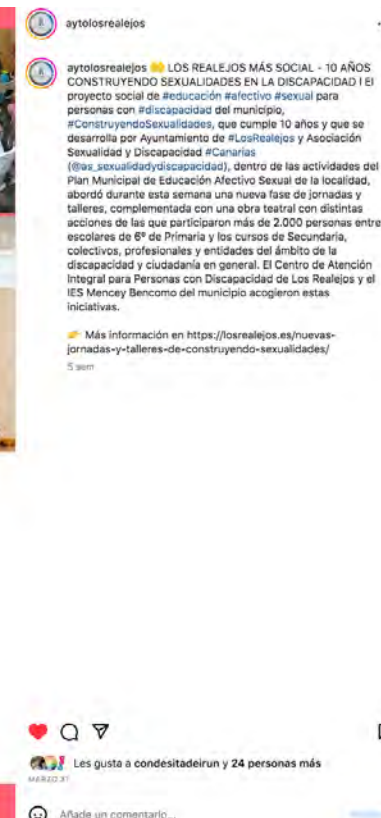 aytolosrealejos
aytolosrealejos LOS REALEJOS MÁS SOCIAL - 10 AÑOS
CONSTRUYENDO SEXUALIDADES EN LA DISCAPACIDAD I El
proyecto social de #educación #afectivo #sexual para
personas con #discapacidad del municipio,
#ConstruyendoSexualidades, que cumple 10 años y que se
desarrolla por Ayuntamiento de #LosRealejos y Asociación
Sexualidad y Discapacidad #Canarias
(@as_sexualidadydiscapacidad), dentro de las actividades del
Plan Municipal de Educación Afectivo Sexual de la localidad,
abordó durante esta semana una nueva fase de jornadas y
talleres, complementada con una obra teatral con distintas
acciones de las que participaron más de 2.000 personas entre
escolares de 6º de Primaria y los cursos de Secundaria,
colectivos, profesionales y entidades del ámbito de la
discapacidad y ciudadanía en general. El Centro de Atención
Integral para Personas con Discapacidad de Los Realejos y el
IES Mencey Bencomo del municipio acogieron estas
iniciativas.
Más información en https://losrealejos.es/nuevas-
jornadas-y-talleres-de-construyendo-sexualidades/
5 sem
Les gusta a condesitadeirun y 24 personas más
MARZO 31
Añade un comentario...